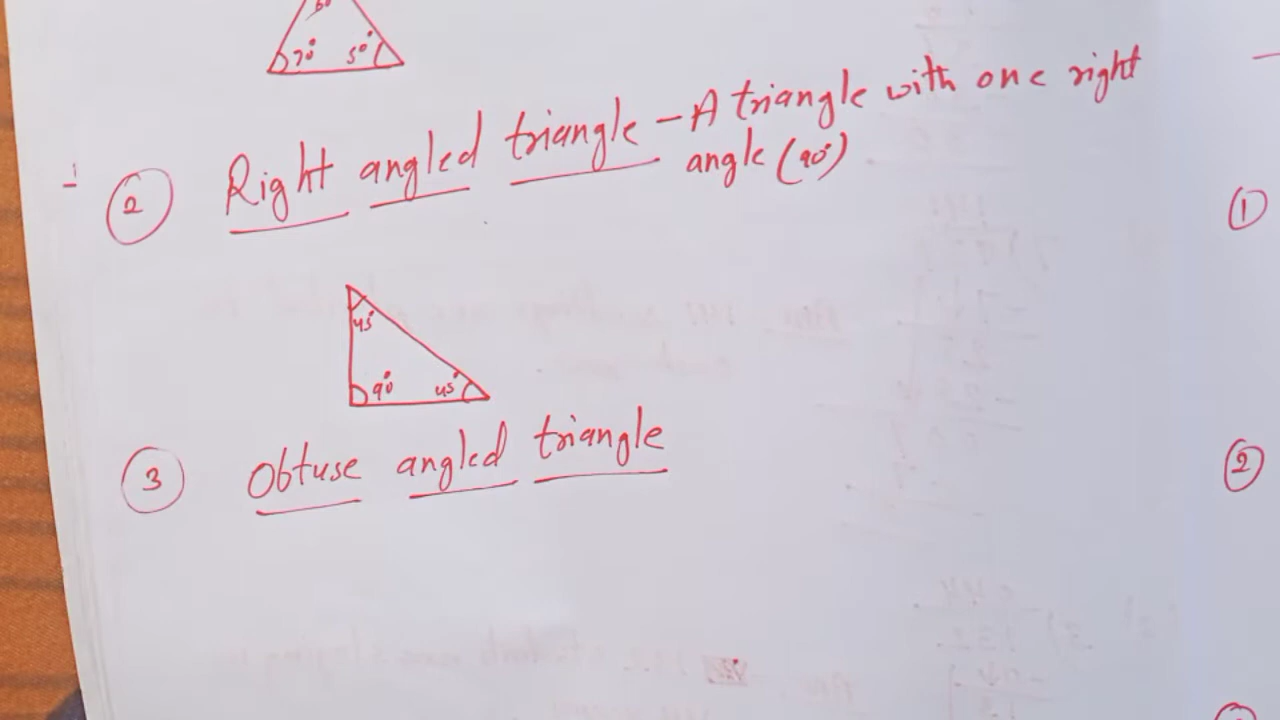 60°
70° 50°
② Right angled triangle - A triangle with one right
angle (90°)
45°
90° 45°
③ Obtuse angled triangle
①
②